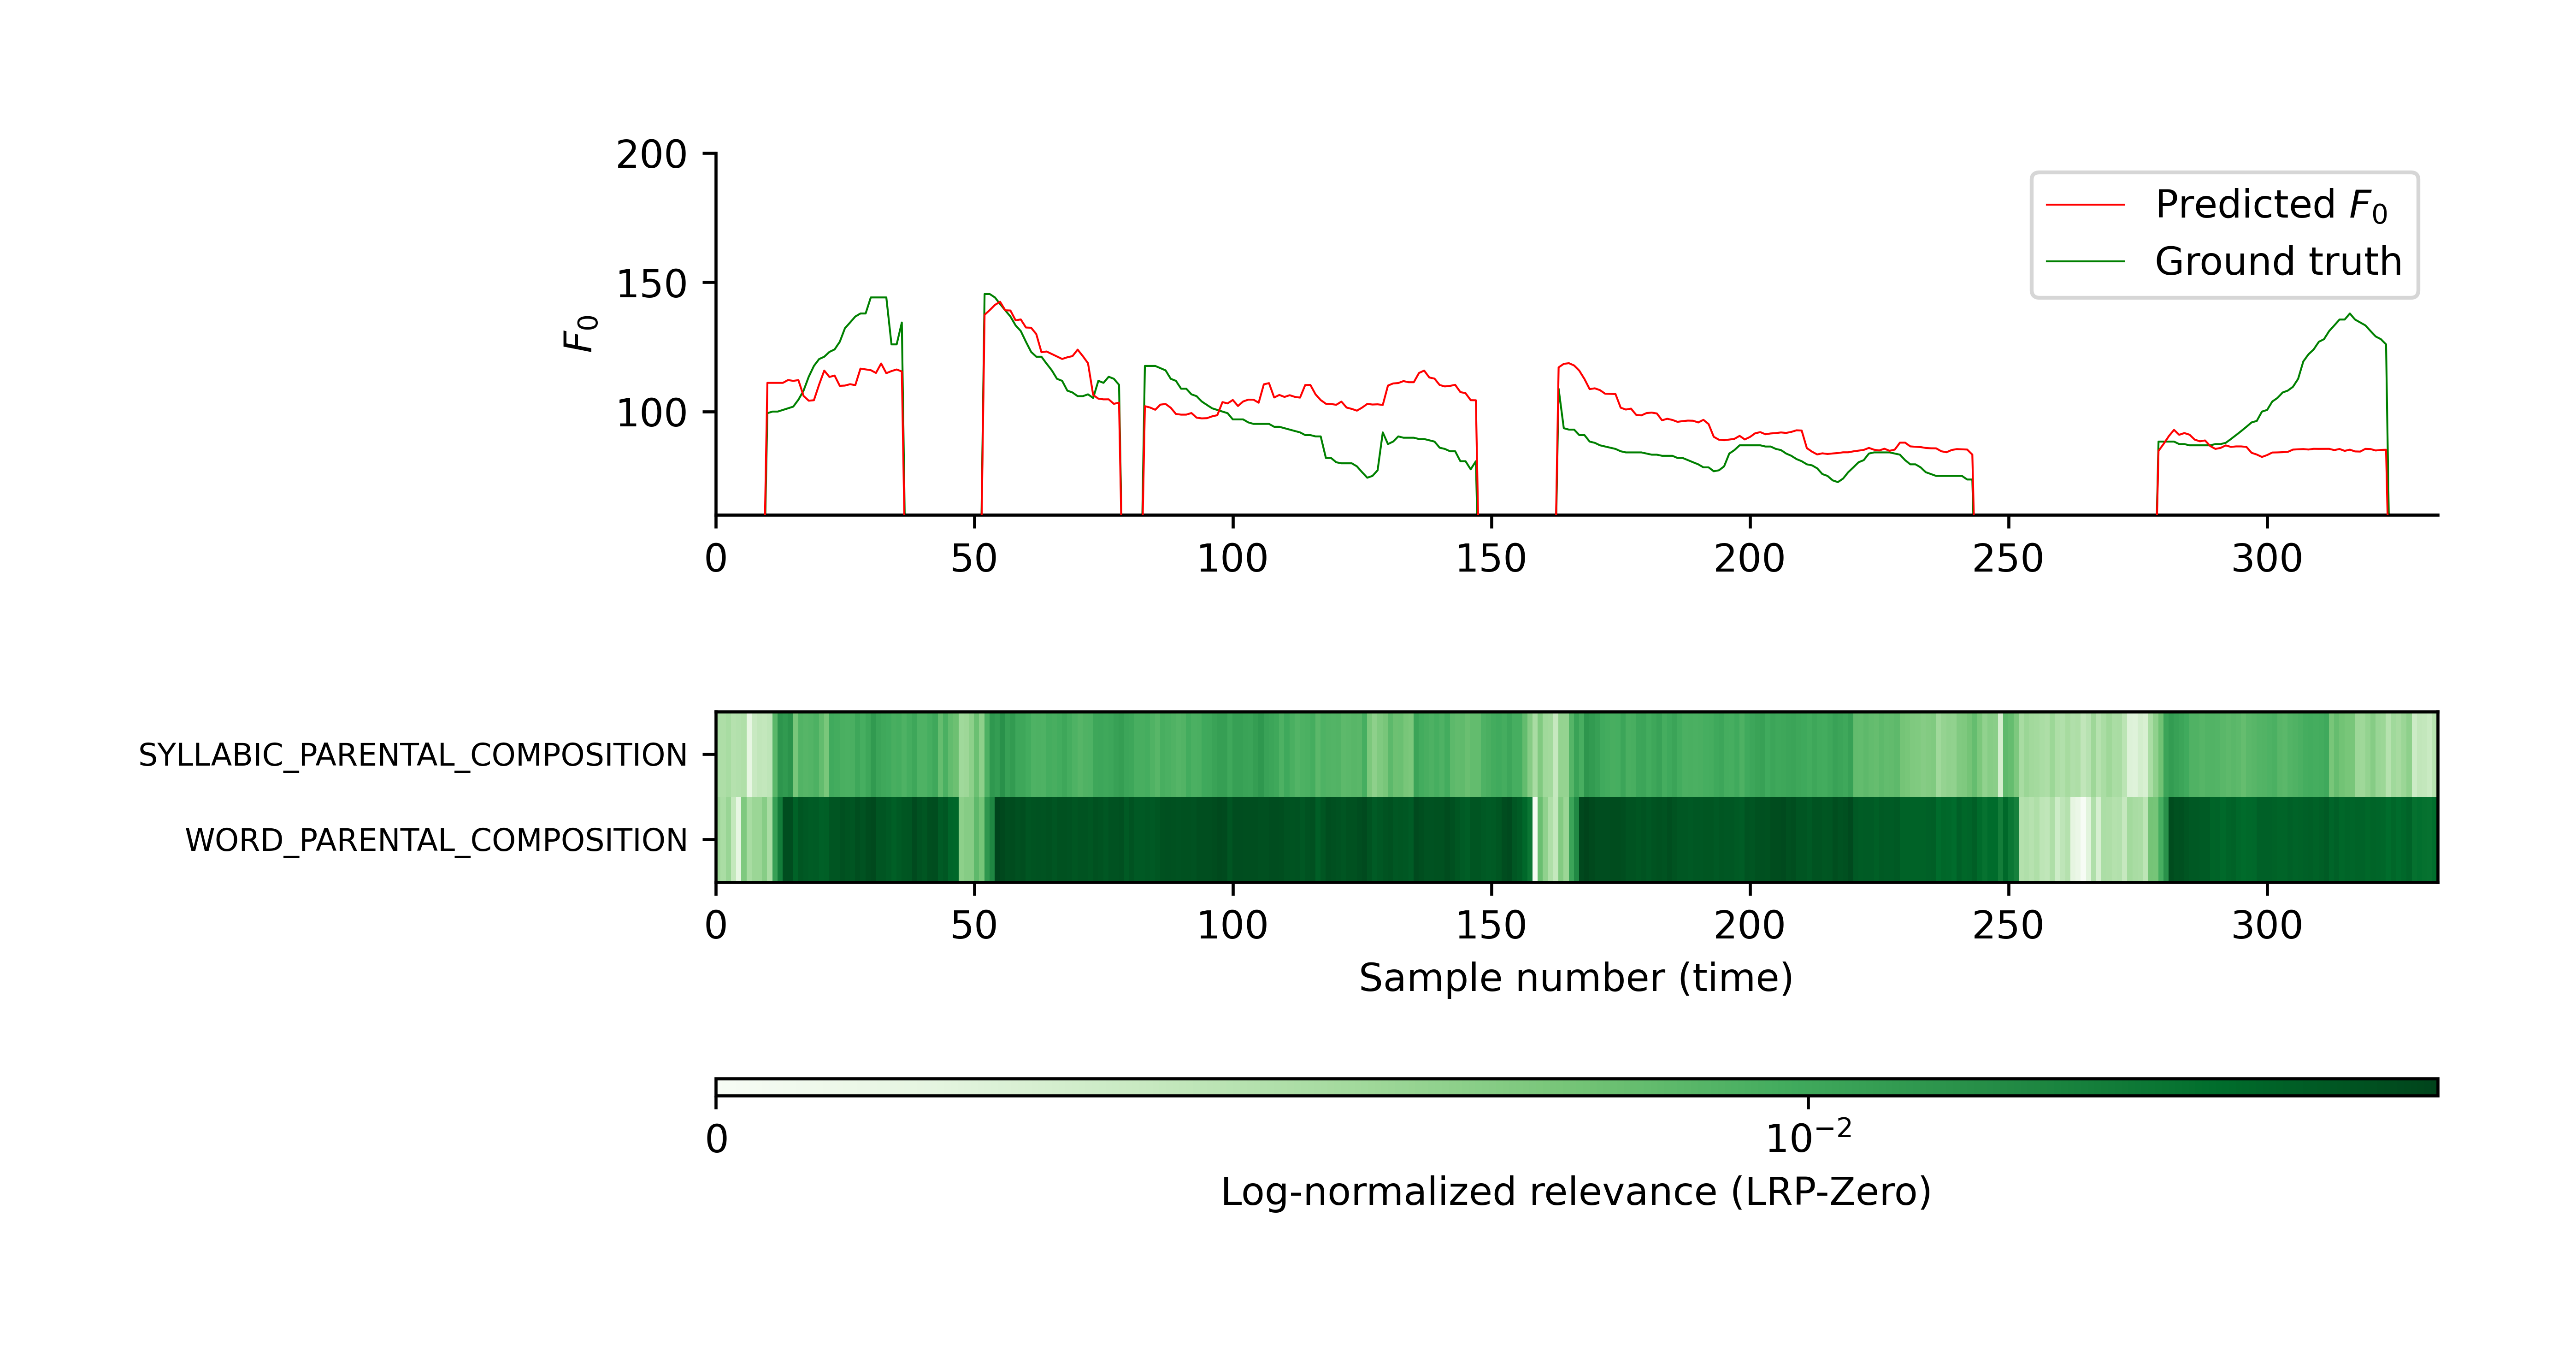 200
150
100
F₀
Predicted F₀
Ground truth
0 50 100 150 200 250 300
SYLLABIC_PARENTAL_COMPOSITION
WORD_PARENTAL_COMPOSITION
0 50 100 150 200 250 300
Sample number (time)
0 10⁻²
Log-normalized relevance (LRP-Zero)